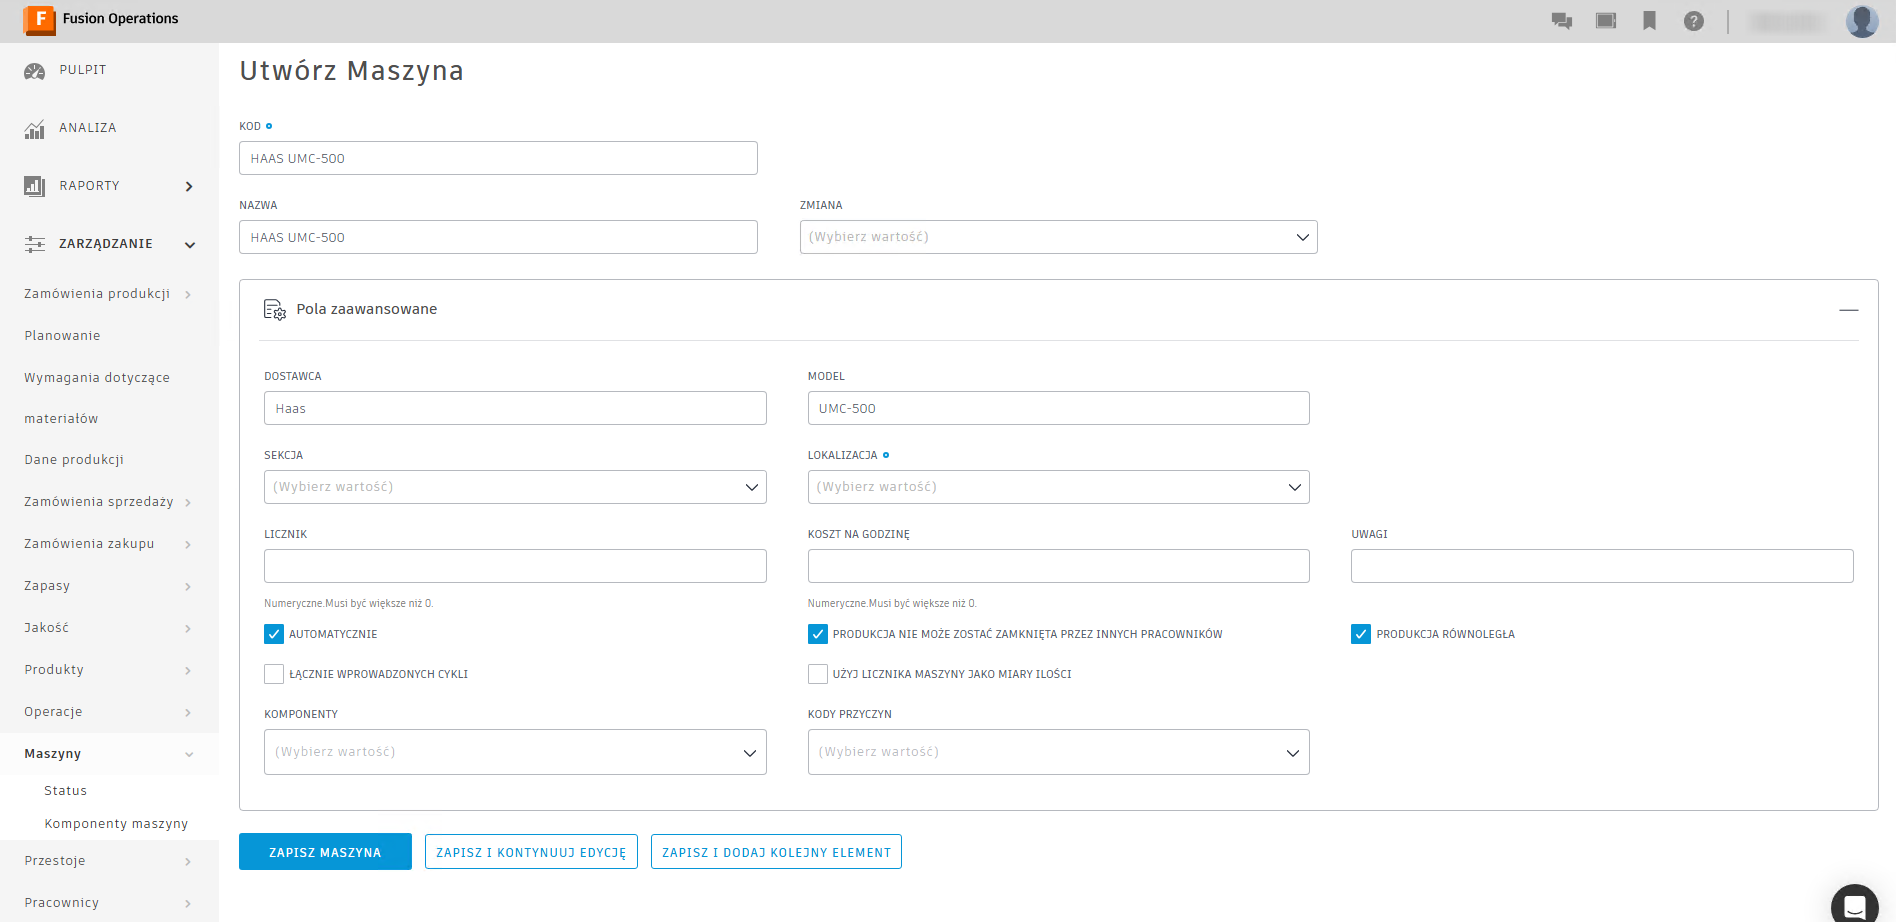 F Fusion Operations
?
PULPIT
ANALIZA
RAPORTY
ZARZĄDZANIE
Zamówienia produkcji
Planowanie
Wymagania dotyczące
materiałów
Dane produkcji
Zamówienia sprzedaży
Zamówienia zakupu
Zapasy
Jakość
Produkty
Operacje
Maszyny
Status
Komponenty maszyny
Przestoje
Pracownicy
Utwórz Maszyna
KOD
HAAS UMC-500
NAZWA
HAAS UMC-500
ZMIANA
(Wybierz wartość)
Pola zaawansowane
DOSTAWCA
Haas
MODEL
UMC-500
SEKCJA
(Wybierz wartość)
LOKALIZACJA
(Wybierz wartość)
LICZNIK
Numeryczne.Musi być większe niż 0.
KOSZT NA GODZINĘ
Numeryczne.Musi być większe niż 0.
UWAGI
AUTOMATYCZNIE
PRODUKCJA NIE MOŻE ZOSTAĆ ZAMKNIĘTA PRZEZ INNYCH PRACOWNIKÓW
PRODUKCJA RÓWNOLEGŁA
ŁĄCZNIE WPROWADZONYCH CYKLI
UŻYJ LICZNIKA MASZYNY JAKO MIARY ILOŚCI
KOMPONENTY
(Wybierz wartość)
KODY PRZYCZYN
(Wybierz wartość)
ZAPISZ MASZYNA
ZAPISZ I KONTYNUUJ EDYCJĘ
ZAPISZ I DODAJ KOLEJNY ELEMENT